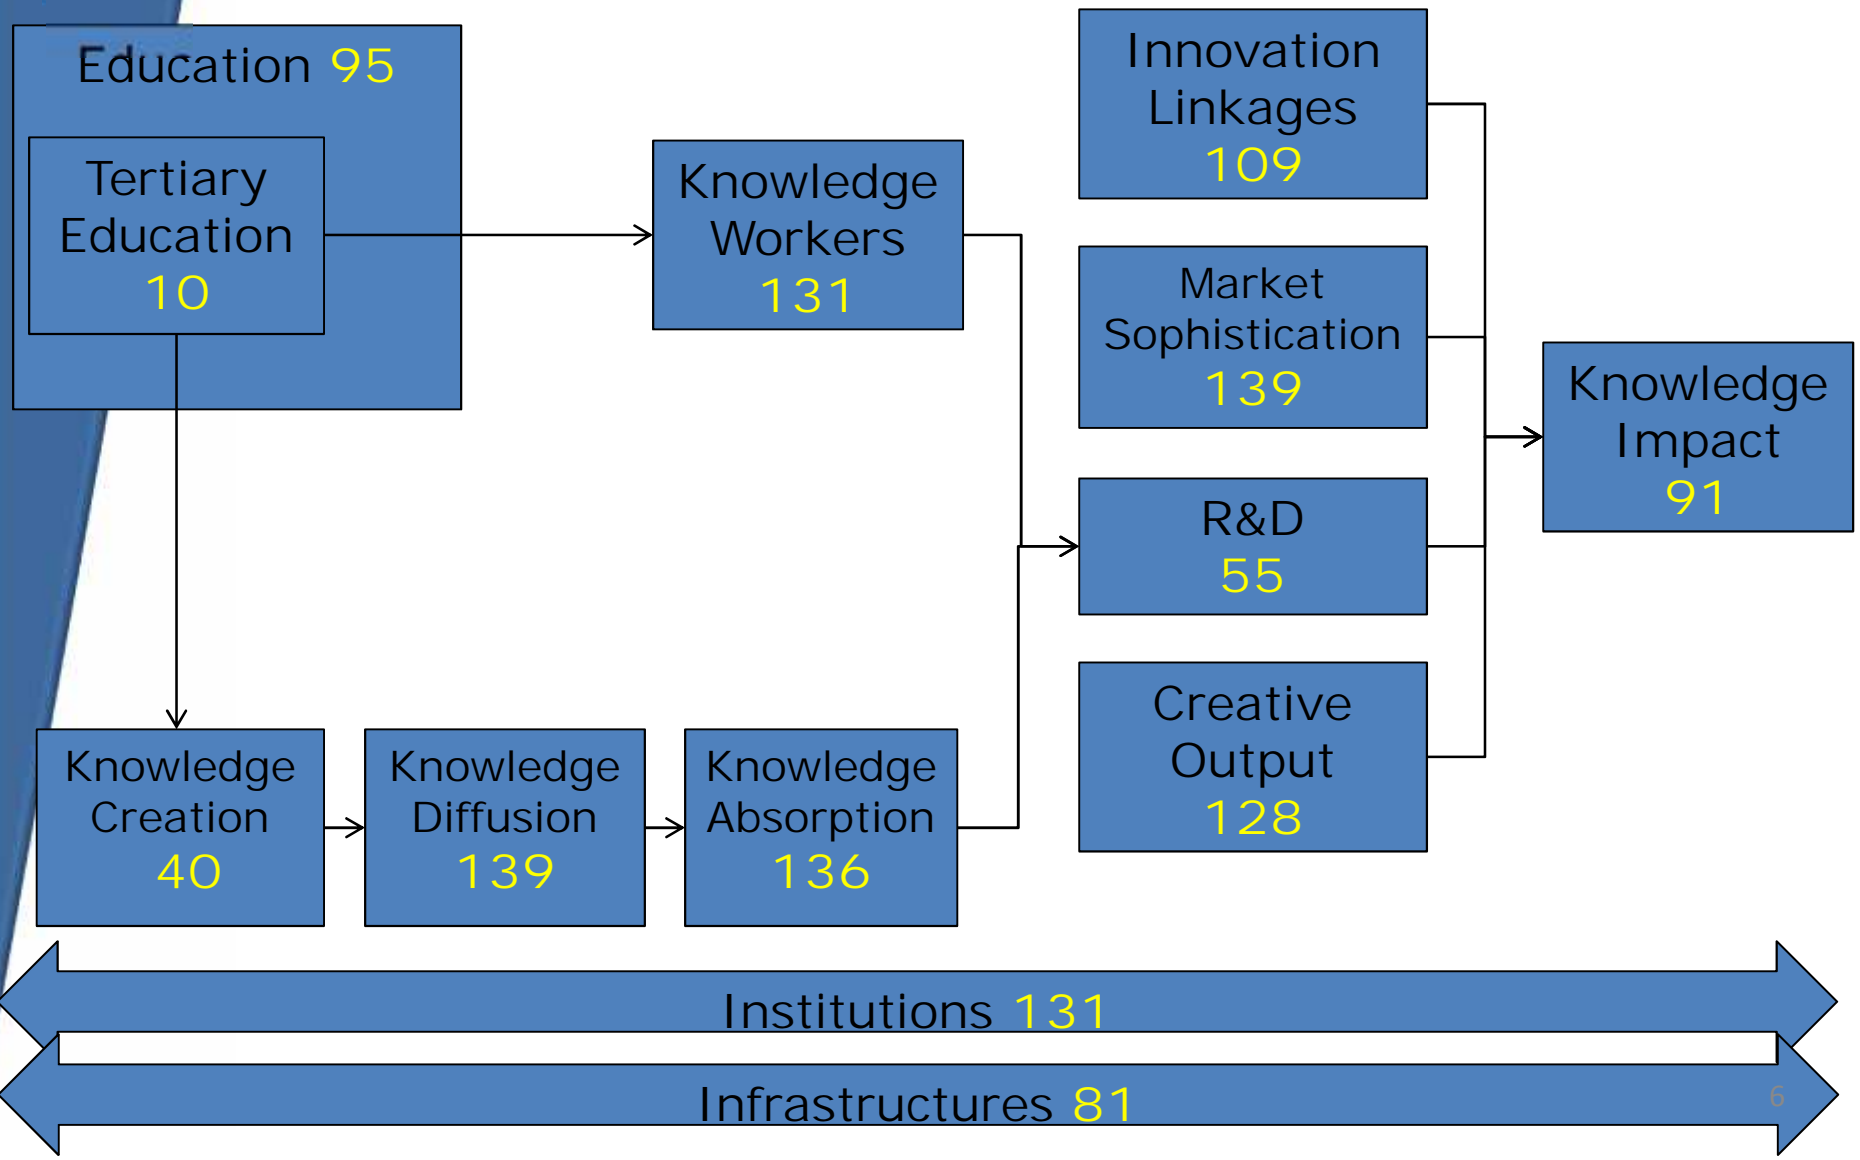 Education 95
Tertiary
Education
10
Knowledge
Workers
131
Innovation
Linkages
109
Market
Sophistication
139
R&D
55
Creative
Output
128
Knowledge
Impact
91
Knowledge
Creation
40
Knowledge
Diffusion
139
Knowledge
Absorption
136
Institutions 131
Infrastructures 81
6